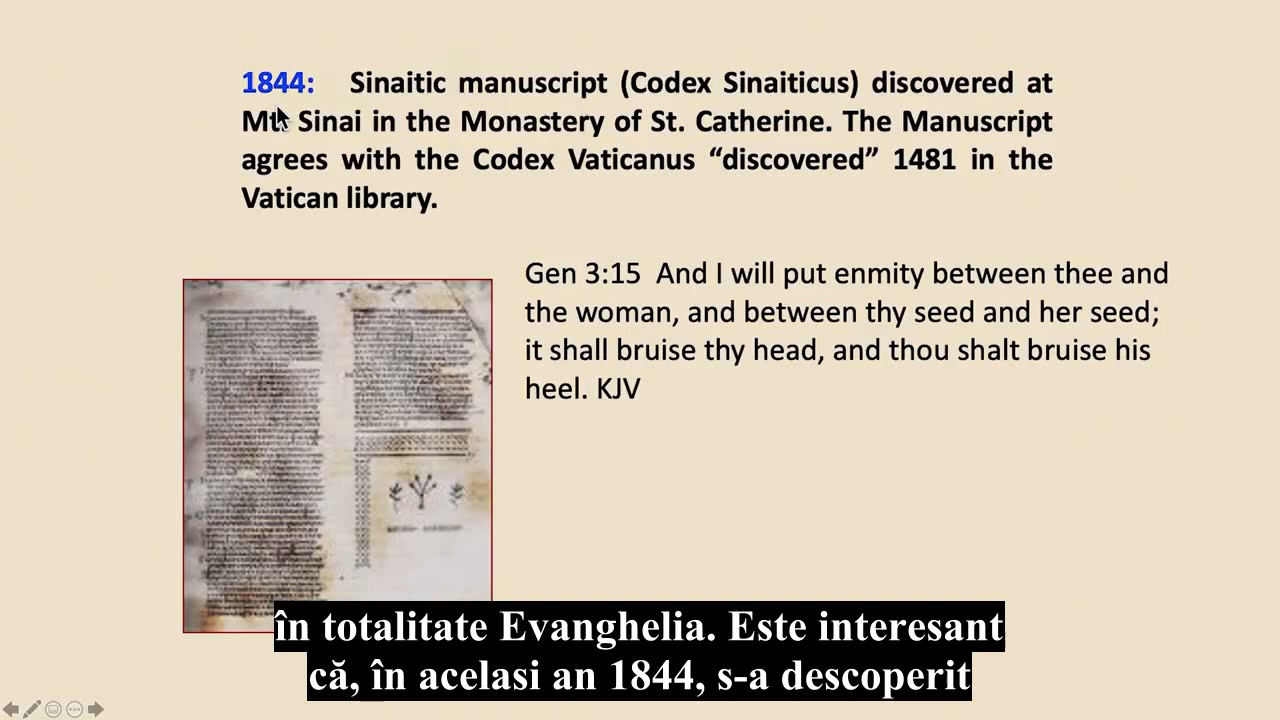 1844: Sinaitic manuscript (Codex Sinaiticus) discovered at
Mt. Sinai in the Monastery of St. Catherine. The Manuscript
agrees with the Codex Vaticanus “discovered” 1481 in the
Vatican library.
Gen 3:15 And I will put enmity between thee and
the woman, and between thy seed and her seed;
it shall bruise thy head, and thou shalt bruise his
heel. KJV
în totalitate Evanghelia. Este interesant
că, în acelasi an 1844, s-a descoperit